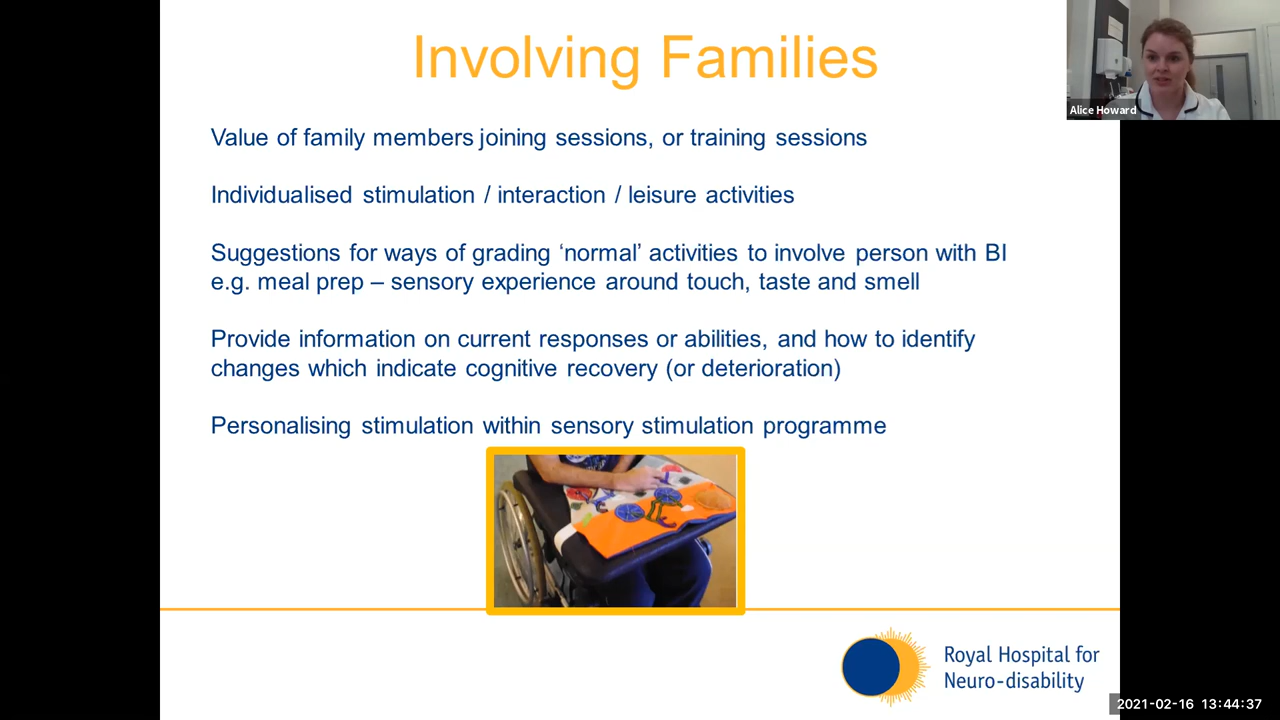 Involving Families
Alice Howard
Value of family members joining sessions, or training sessions
Individualised stimulation / interaction / leisure activities
Suggestions for ways of grading ‘normal’ activities to involve person with BI
e.g. meal prep – sensory experience around touch, taste and smell
Provide information on current responses or abilities, and how to identify
changes which indicate cognitive recovery (or deterioration)
Personalising stimulation within sensory stimulation programme
Royal Hospital for
Neuro-disability
2021-02-16 13:44:37